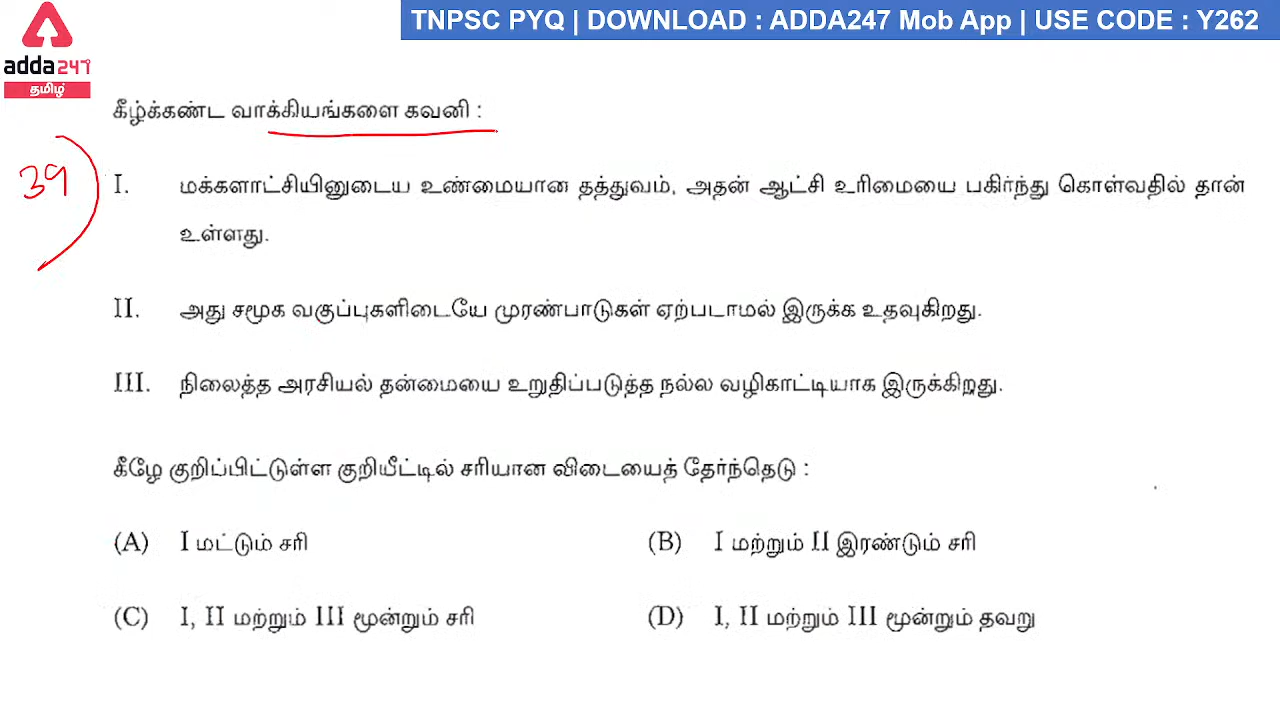 TNPSC PYQ | DOWNLOAD : ADDA247 Mob App | USE CODE : Y262
adda247
தமிழ்
கீழ்க்கண்ட வாக்கியங்களை கவனி :
39)
I. மக்களாட்சியினுடைய உண்மையான தத்துவம், அதன் ஆட்சி உரிமையை பகிர்ந்து கொள்வதில் தான்
உள்ளது.
II. அது சமூக வகுப்புகளிடையே முரண்பாடுகள் ஏற்படாமல் இருக்க உதவுகிறது.
III. நிலைத்த அரசியல் தன்மையை உறுதிப்படுத்த நல்ல வழிகாட்டியாக இருக்கிறது.
கீழே குறிப்பிட்டுள்ள குறியீட்டில் சரியான விடையைத் தேர்ந்தெடு :
(A) I மட்டும் சரி (B) I மற்றும் II இரண்டும் சரி
(C) I, II மற்றும் III மூன்றும் சரி (D) I, II மற்றும் III மூன்றும் தவறு